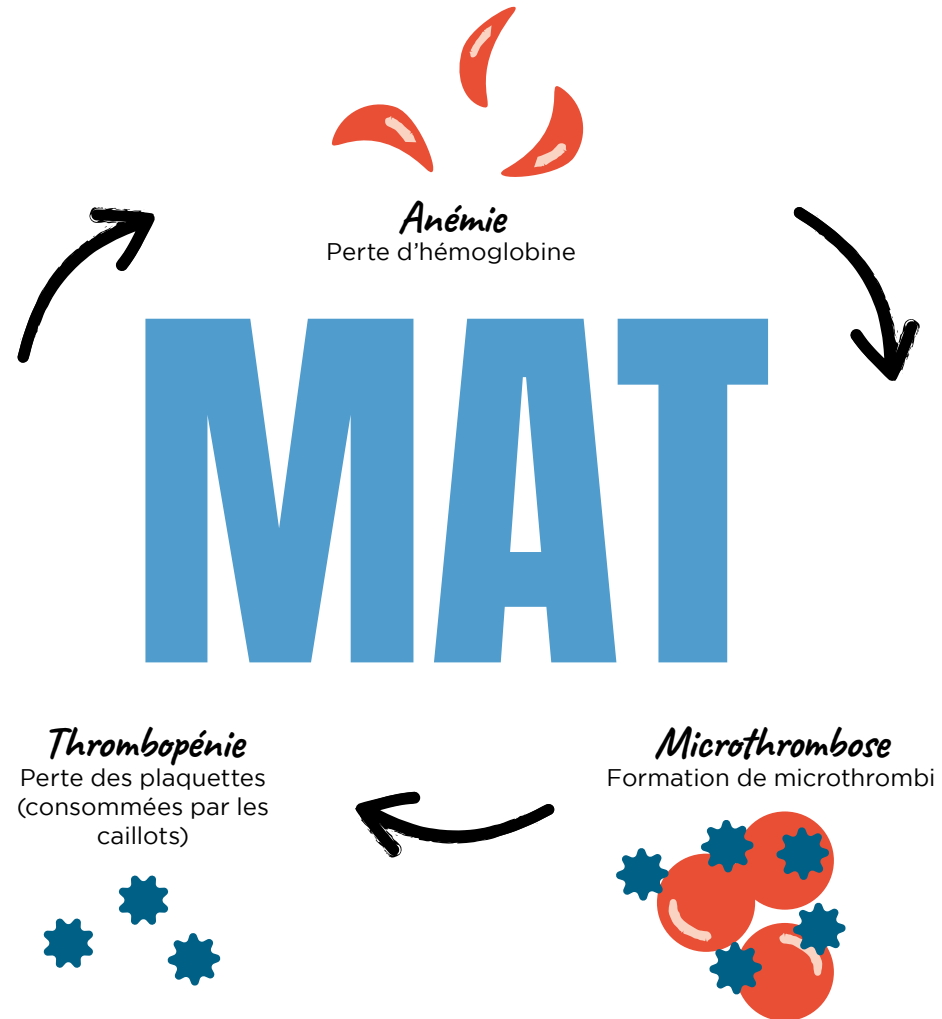 Anémie
Perte d’hémoglobine
MAT
Thrombopénie
Perte des plaquettes
(consommées par les
caillots)
Microthrombose
Formation de microthrombi